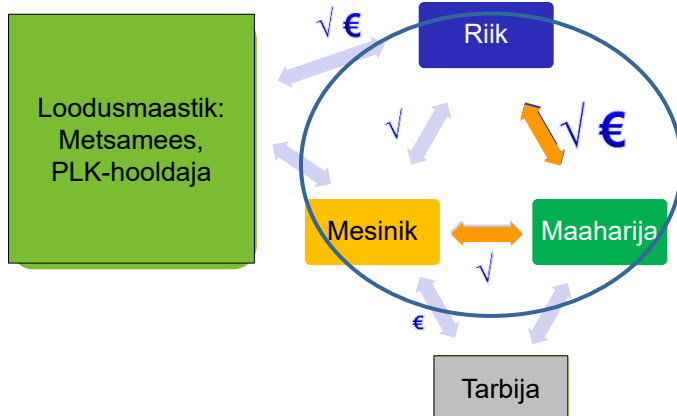 √ €
Riik
Loodusmaastik:
Metsamees,
PLK-hooldaja
√
√ €
Mesinik
Maaharija
√
€
Tarbija